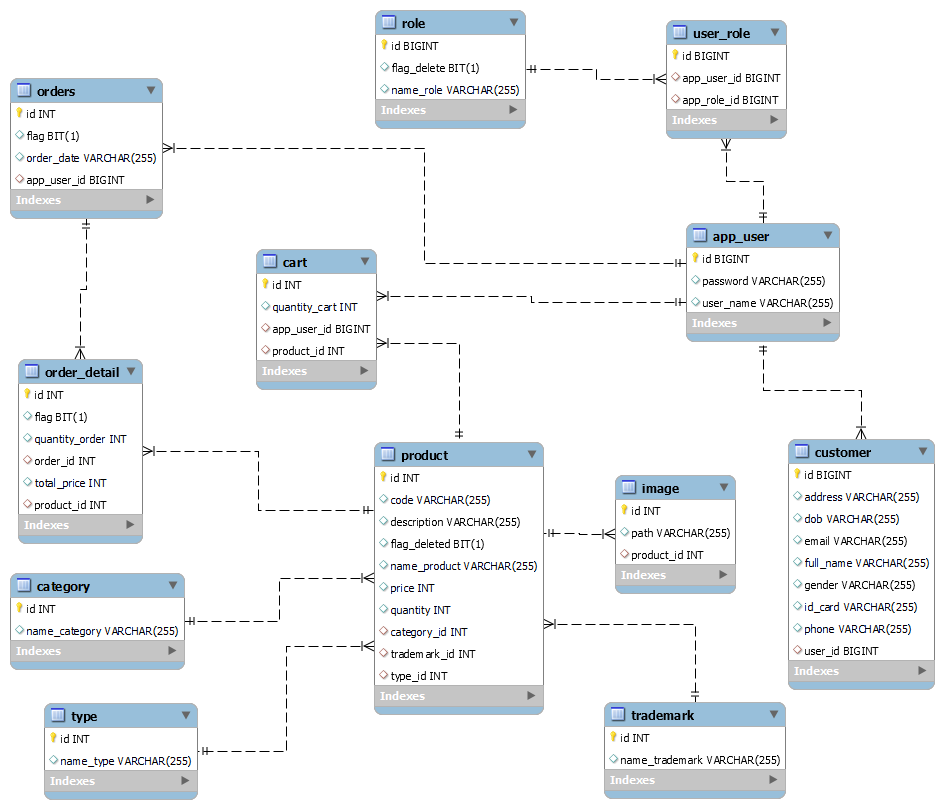 role
id BIGINT
flag_delete BIT(1)
name_role VARCHAR(255)
Indexes
user_role
id BIGINT
app_user_id BIGINT
app_role_id BIGINT
Indexes
orders
id INT
flag BIT(1)
order_date VARCHAR(255)
app_user_id BIGINT
Indexes
app_user
id BIGINT
password VARCHAR(255)
user_name VARCHAR(255)
Indexes
cart
id INT
quantity_cart INT
app_user_id BIGINT
product_id INT
Indexes
order_detail
id INT
flag BIT(1)
quantity_order INT
order_id INT
total_price INT
product_id INT
Indexes
product
id INT
code VARCHAR(255)
description VARCHAR(255)
flag_deleted BIT(1)
name_product VARCHAR(255)
price INT
quantity INT
category_id INT
trademark_id INT
type_id INT
Indexes
image
id INT
path VARCHAR(255)
product_id INT
Indexes
customer
id BIGINT
address VARCHAR(255)
dob VARCHAR(255)
email VARCHAR(255)
full_name VARCHAR(255)
gender VARCHAR(255)
id_card VARCHAR(255)
phone VARCHAR(255)
user_id BIGINT
Indexes
category
id INT
name_category VARCHAR(255)
Indexes
type
id INT
name_type VARCHAR(255)
Indexes
trademark
id INT
name_trademark VARCHAR(255)
Indexes